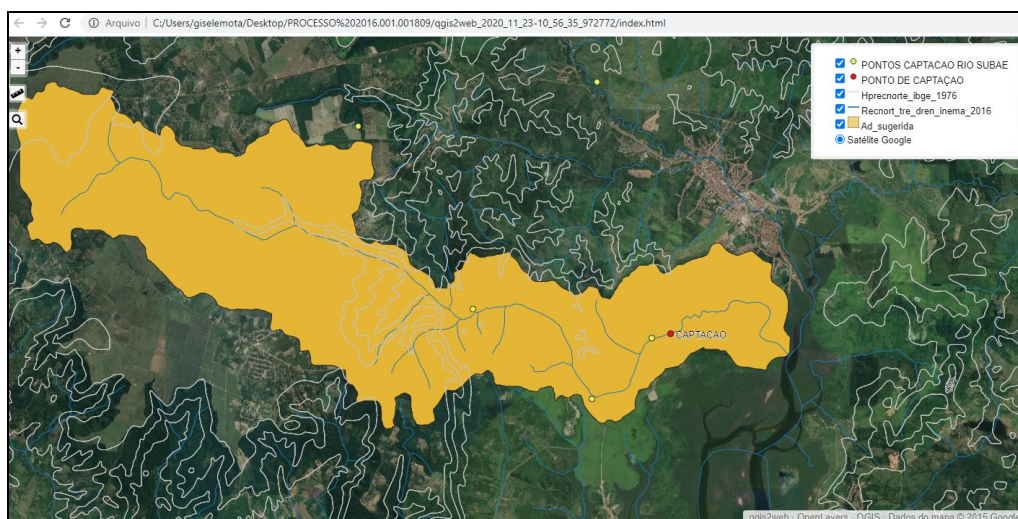 Arquivo | C:/Users/giselemota/Desktop/PROCESSO%202016.001.001809/qgis2web_2020_11_23-10_56_35_972772/index.html
+
-
PONTOS CAPTACAO RIO SUBAE
PONTO DE CAPTAÇAO
Hprecnorte_ibge_1976
Recnort_tre_dren_inema_2016
Ad_sugerida
Satélite Google
CAPTACAO
qgis2web · OpenLayers · QGIS · Dados do mapa © 2015 Google